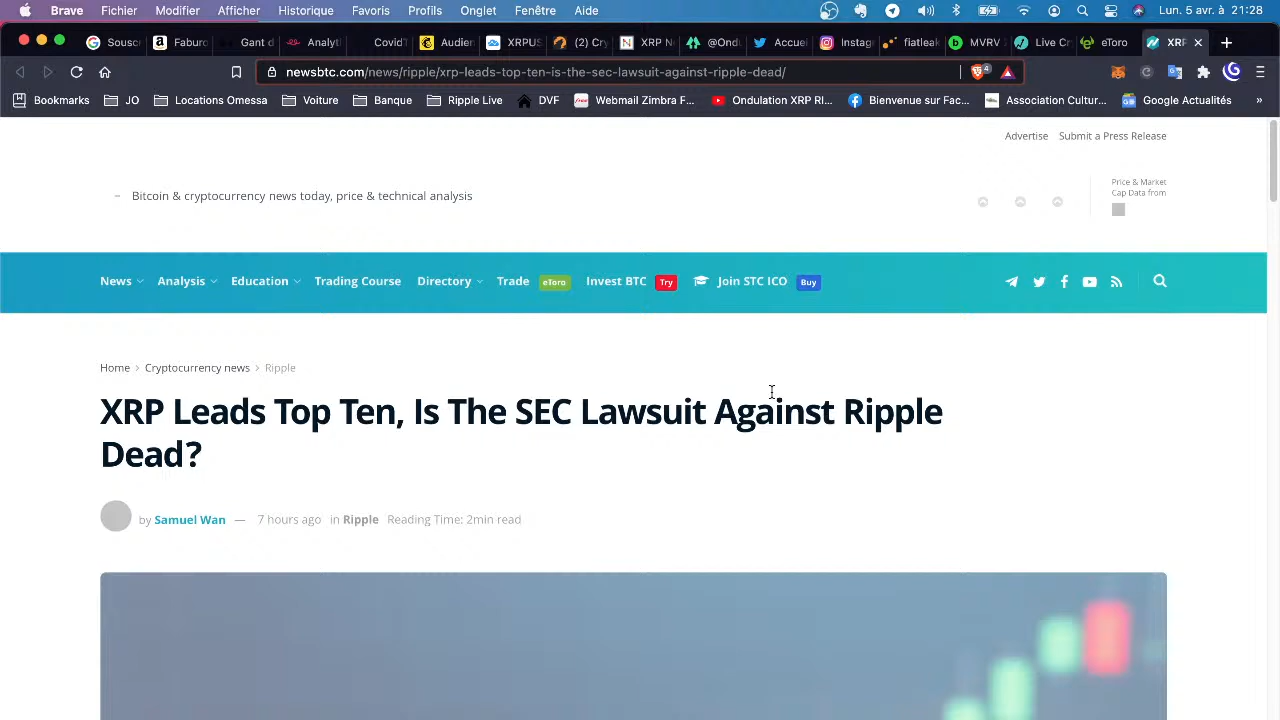 Brave Fichier Modifier Afficher Historique Favoris Profils Onglet Fenêtre Aide Lun. 5 avr. à 21:28
Sousc Faburo Gant d Analyt Covid Audien XRPUS (2) Cry XRP N @Ondu Accue Instag fiatleak MVRV Live Cr eToro XRP
newsbtc.com/news/ripple/xrp-leads-top-ten-is-the-sec-lawsuit-against-ripple-dead/ 4
Bookmarks JO Locations Omessa Voiture Banque Ripple Live DVF free Webmail Zimbra F... Ondulation XRP RI... Bienvenue sur Fac... Association Cultur... Google Actualités »
Advertise Submit a Press Release
Price & Market
Cap Data from
– Bitcoin & cryptocurrency news today, price & technical analysis
News Analysis Education Trading Course Directory Trade eToro Invest BTC Try Join STC ICO Buy
Home > Cryptocurrency news > Ripple
XRP Leads Top Ten, Is The SEC Lawsuit Against Ripple
Dead?
by Samuel Wan — 7 hours ago in Ripple Reading Time: 2min read